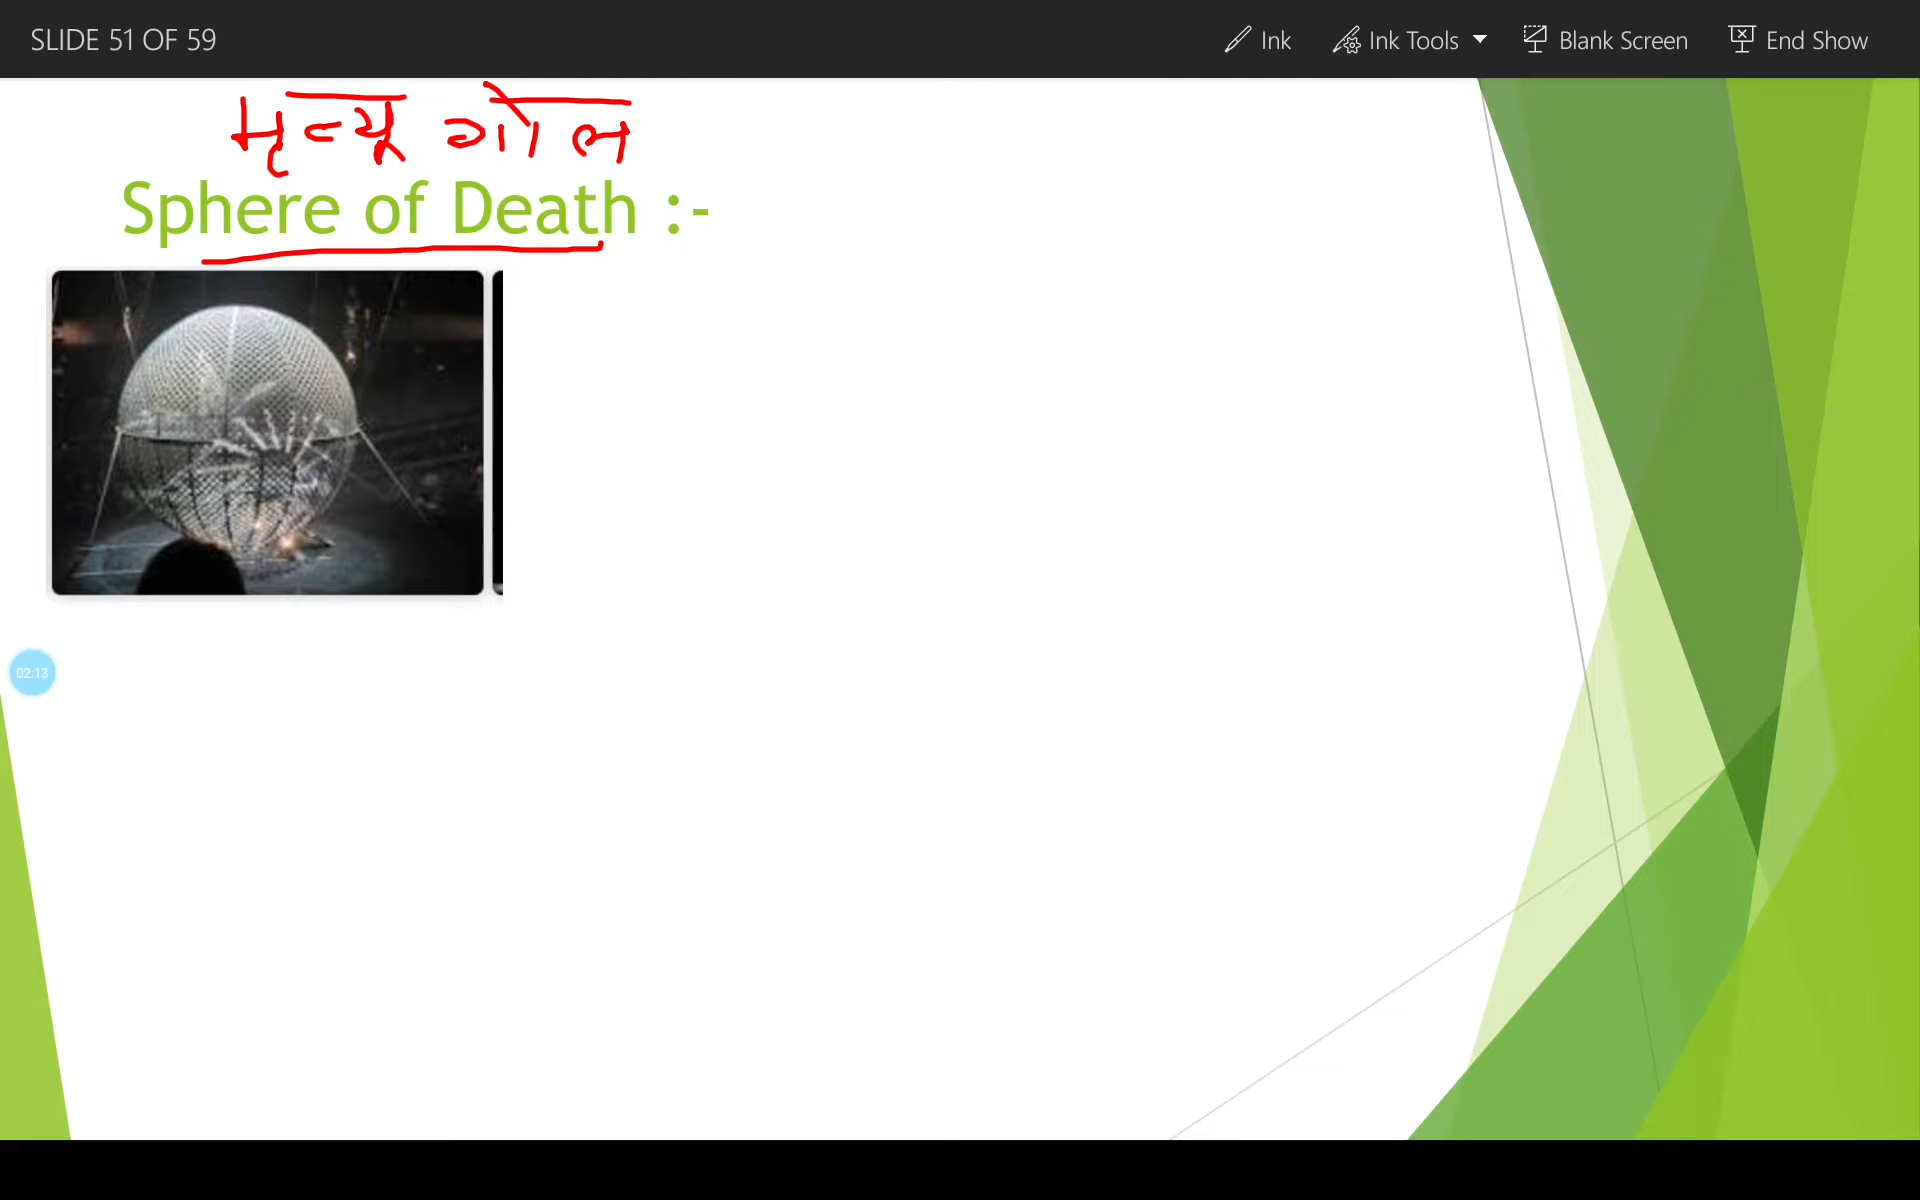 SLIDE 51 OF 59
Ink
Ink Tools
Blank Screen
End Show
मृत्यू गोल
Sphere of Death :-
02:13